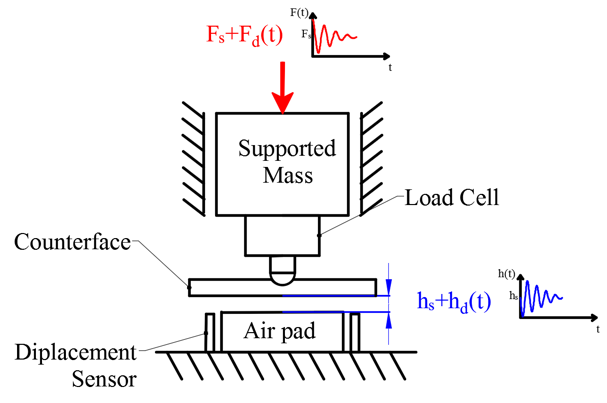 F(t)
Fs+Fd(t)
Fs
t
Supported
Mass
Load Cell
Counterface
h(t)
hs+hd(t)
hs
t
Air pad
Diplacement
Sensor